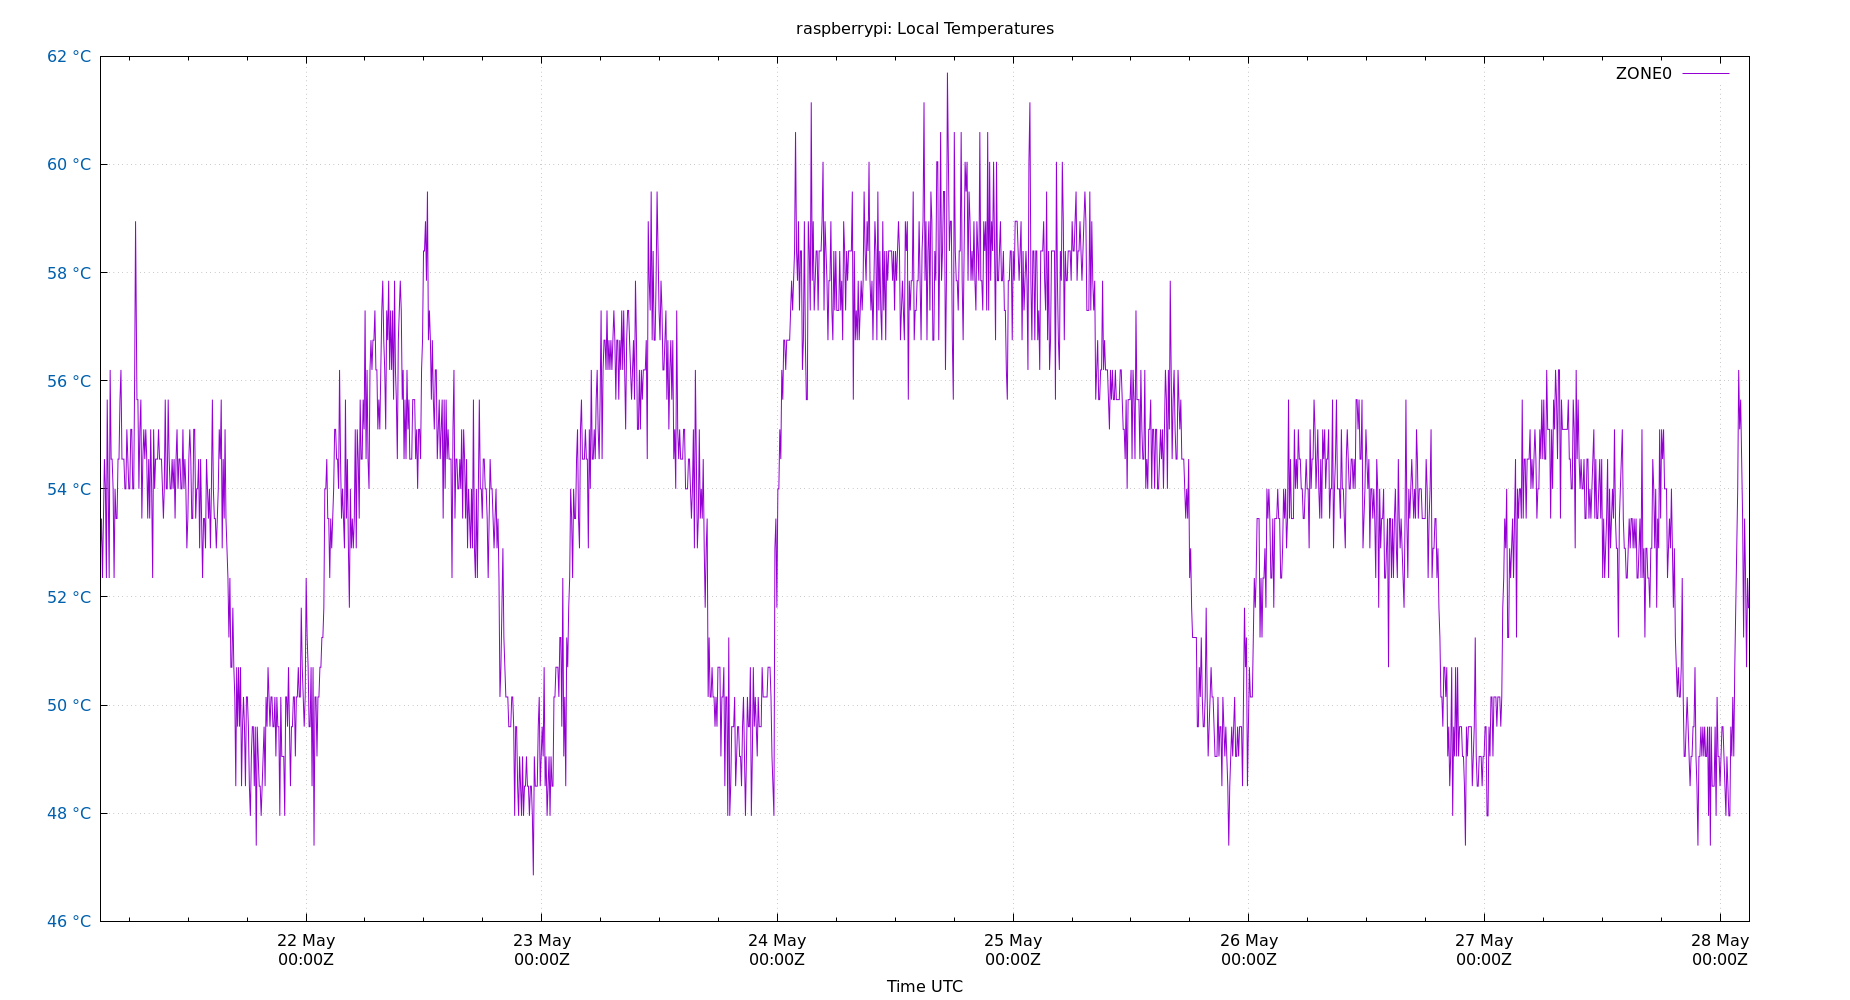 raspberrypi: Local Temperatures
ZONE0
62 °C
60 °C
58 °C
56 °C
54 °C
52 °C
50 °C
48 °C
46 °C
22 May 23 May 24 May 25 May 26 May 27 May 28 May
00:00Z 00:00Z 00:00Z 00:00Z 00:00Z 00:00Z 00:00Z
Time UTC